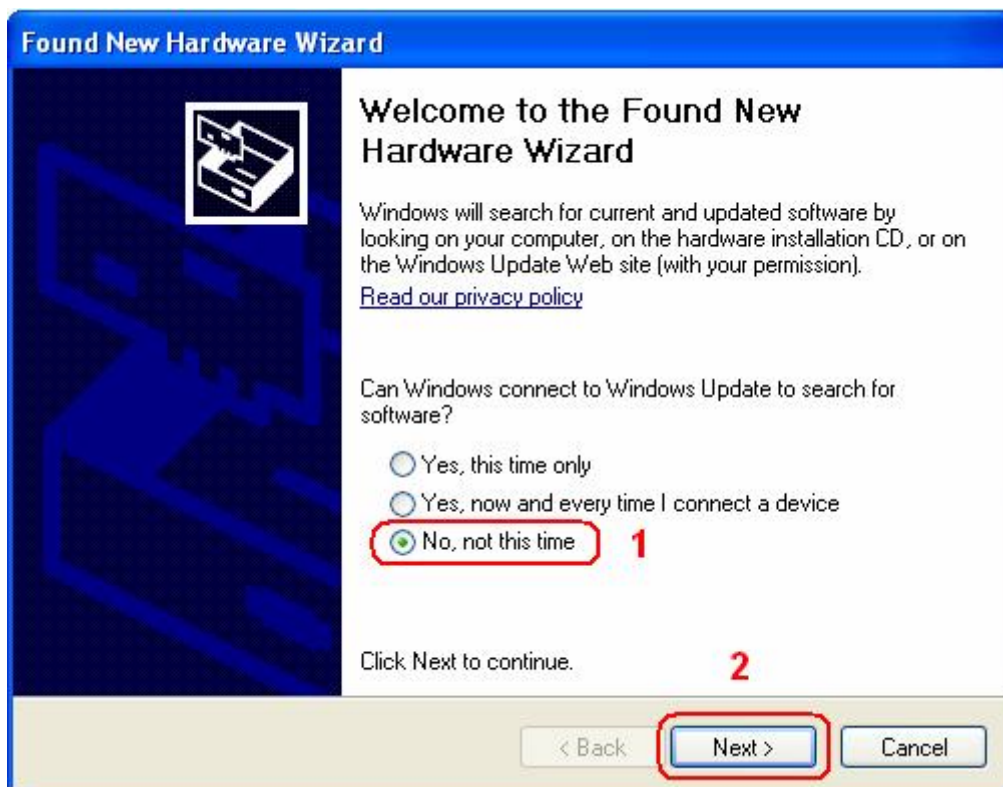 Found New Hardware Wizard
Welcome to the Found New
Hardware Wizard
Windows will search for current and updated software by
looking on your computer, on the hardware installation CD, or on
the Windows Update Web site (with your permission).
Read our privacy policy
Can Windows connect to Windows Update to search for
software?
Yes, this time only
Yes, now and every time I connect a device
No, not this time 1
Click Next to continue.
2
< Back Next > Cancel